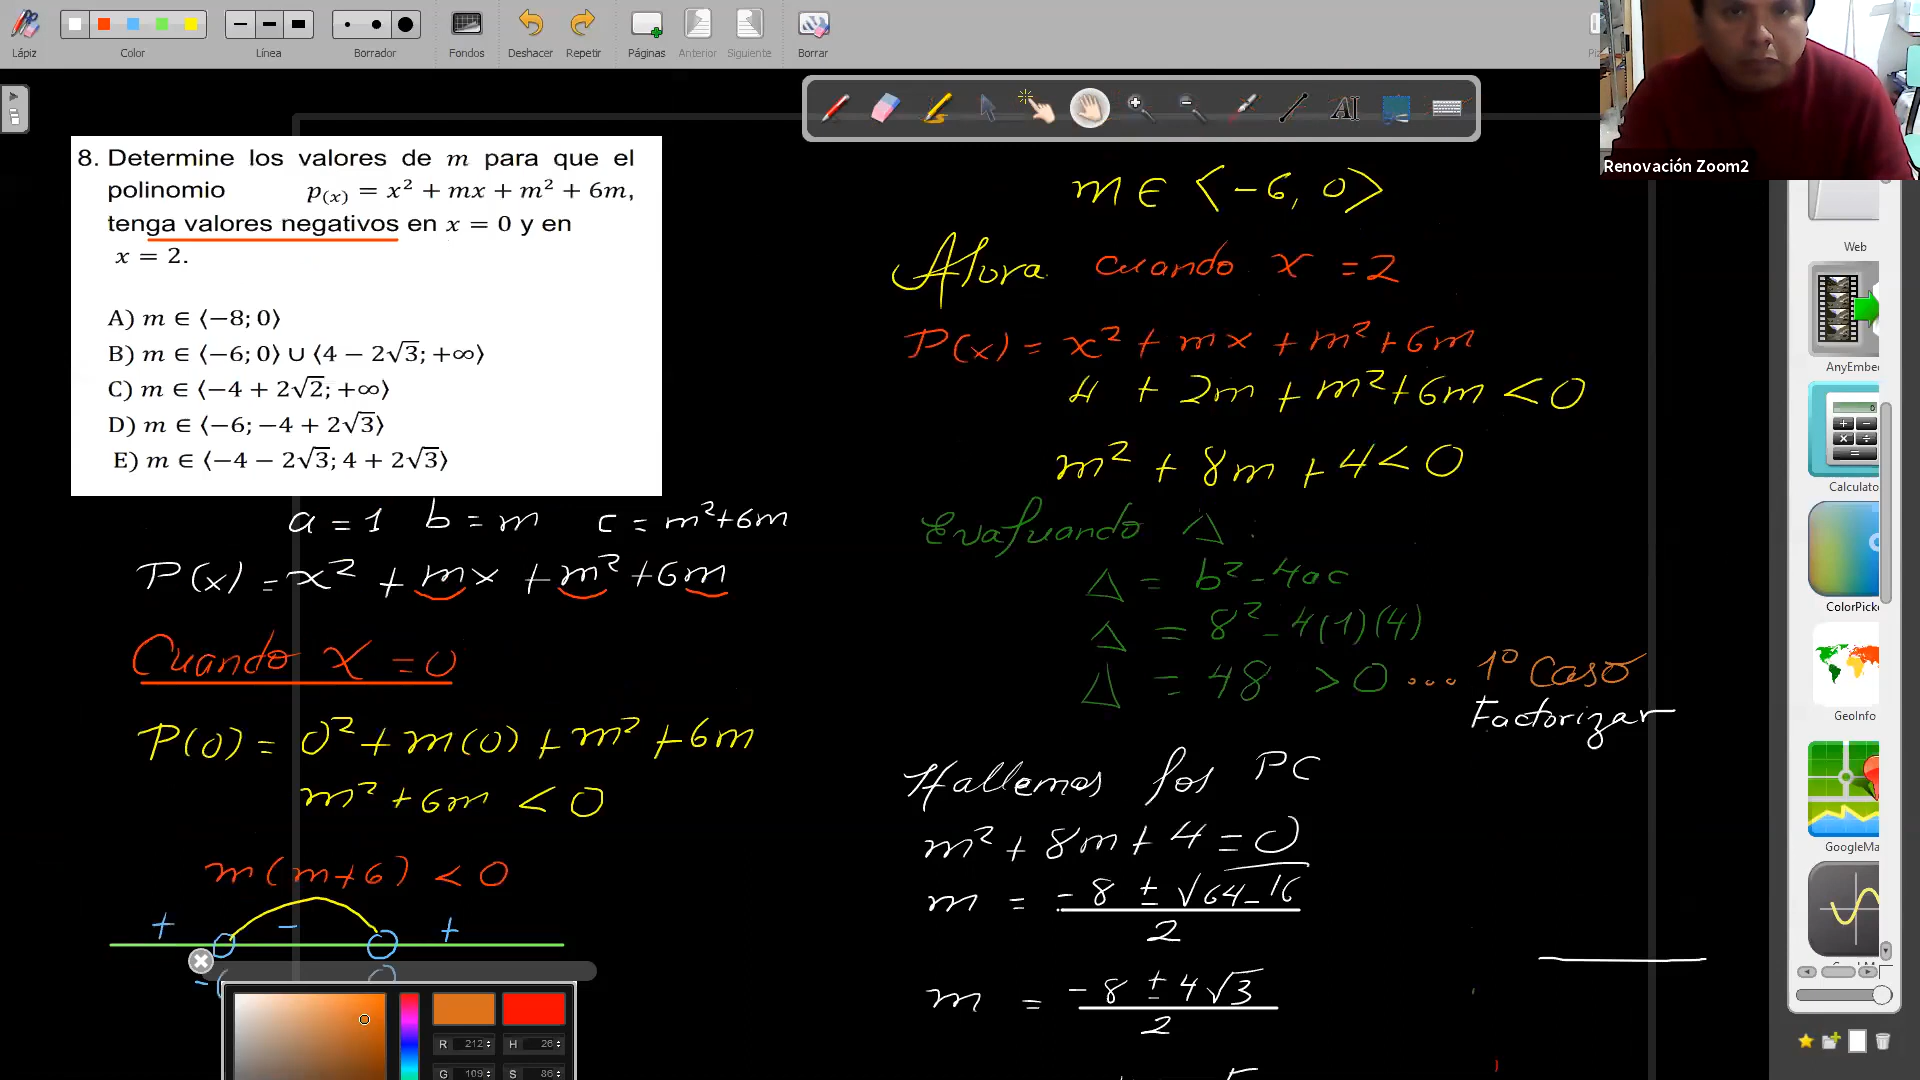 Lápiz
Color
Línea
Borrador
Fondos
Deshacer
Repetir
Páginas
Anterior
Siguiente
Borrar
Renovación Zoom2
8. Determine los valores de m para que el
polinomio p(x) = x² + mx + m² + 6m,
tenga valores negativos en x = 0 y en
x = 2.
A) m ∈ ⟨−8; 0⟩
B) m ∈ ⟨−6; 0⟩ ∪ ⟨4 − 2√3; +∞⟩
C) m ∈ ⟨−4 + 2√2; +∞⟩
D) m ∈ ⟨−6; −4 + 2√3⟩
E) m ∈ ⟨−4 − 2√3; 4 + 2√3⟩
a = 1 b = m c = m²+6m
P(x) = x² + mx + m² + 6m
Cuando x = 0
P(0) = 0² + m(0) + m² + 6m
m² + 6m < 0
m(m+6) < 0
+ - +
m ∈ ⟨-6, 0⟩
Ahora cuando x = 2
P(x) = x² + mx + m² + 6m
4 + 2m + m² + 6m < 0
m² + 8m + 4 < 0
Evaluando Δ:
Δ = b² - 4ac
Δ = 8² - 4(1)(4)
Δ = 48 > 0 ... 1° Caso
Factorizar
Hallemos los PC
m² + 8m + 4 = 0
m = -8 ± √64-16
2
m = -8 ± 4√3
2
Web
AnyEmbe
Calculato
ColorPicke
GeoInfo
GoogleMa
R 212 H 26
G 109 S 86